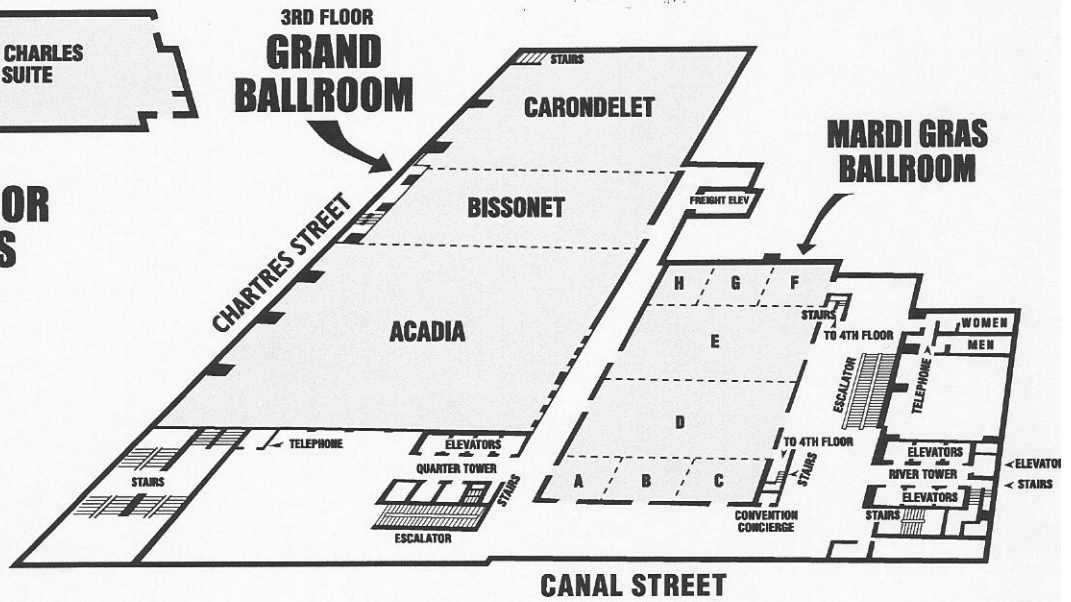 CHARLES
SUITE
3RD FLOOR
GRAND
BALLROOM
STAIRS
CARONDELET
MARDI GRAS
BALLROOM
OR
S
BISSONET
FREIGHT ELEV
CHARTRES STREET
H
G
F
STAIRS
TO 4TH FLOOR
WOMEN
MEN
ACADIA
E
ESCALATOR
TELEPHONE
D
TELEPHONE
ELEVATORS
QUARTER TOWER
STAIRS
STAIRS
ESCALATOR
A
B
C
TO 4TH FLOOR
STAIRS
CONVENTION
CONCIERGE
ELEVATORS
RIVER TOWER
ELEVATORS
STAIRS
ELEVATO
STAIRS
CANAL STREET